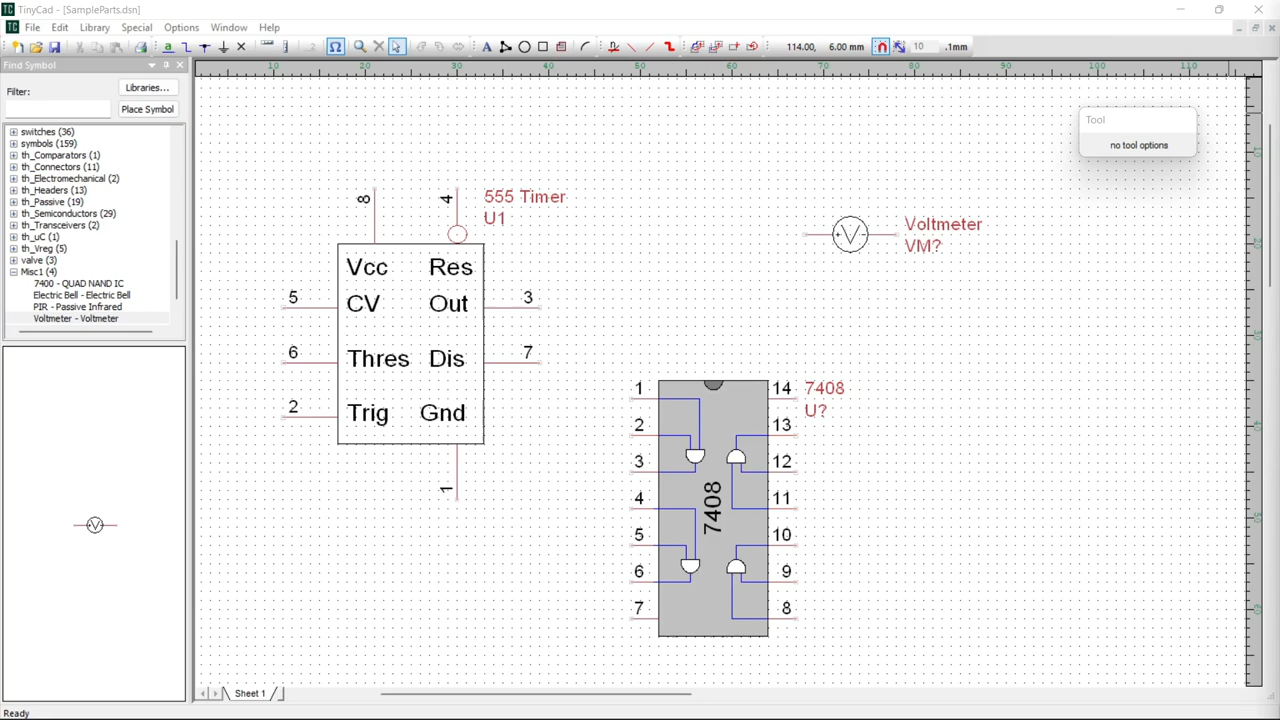 TinyCad - [SampleParts.dsn]
File Edit Library Special Options Window Help
114.00, 6.00 mm 10 .1mm
Find Symbol
Filter:
Libraries...
Place Symbol
switches (36)
symbols (159)
th_Comparators (1)
th_Connectors (11)
th_Electromechanical (2)
th_Headers (13)
th_Passive (19)
th_Semiconductors (29)
th_Transceivers (2)
th_uC (1)
th_Vreg (5)
valve (3)
Misc1 (4)
7400 - QUAD NAND IC
Electric Bell - Electric Bell
PIR - Passive Infrared
Voltmeter - Voltmeter
10 20 30 40 50 60 70 80 90 100 110
10
20
30
40
50
60
Tool
no tool options
8 4 555 Timer
U1
Vcc Res
5 CV Out 3
6 Thres Dis 7
2 Trig Gnd
1
V
Voltmeter
VM?
1 14 7408
U?
2 13
3 12
4 11
7408
5 10
6 9
7 8
V
Sheet 1
Ready